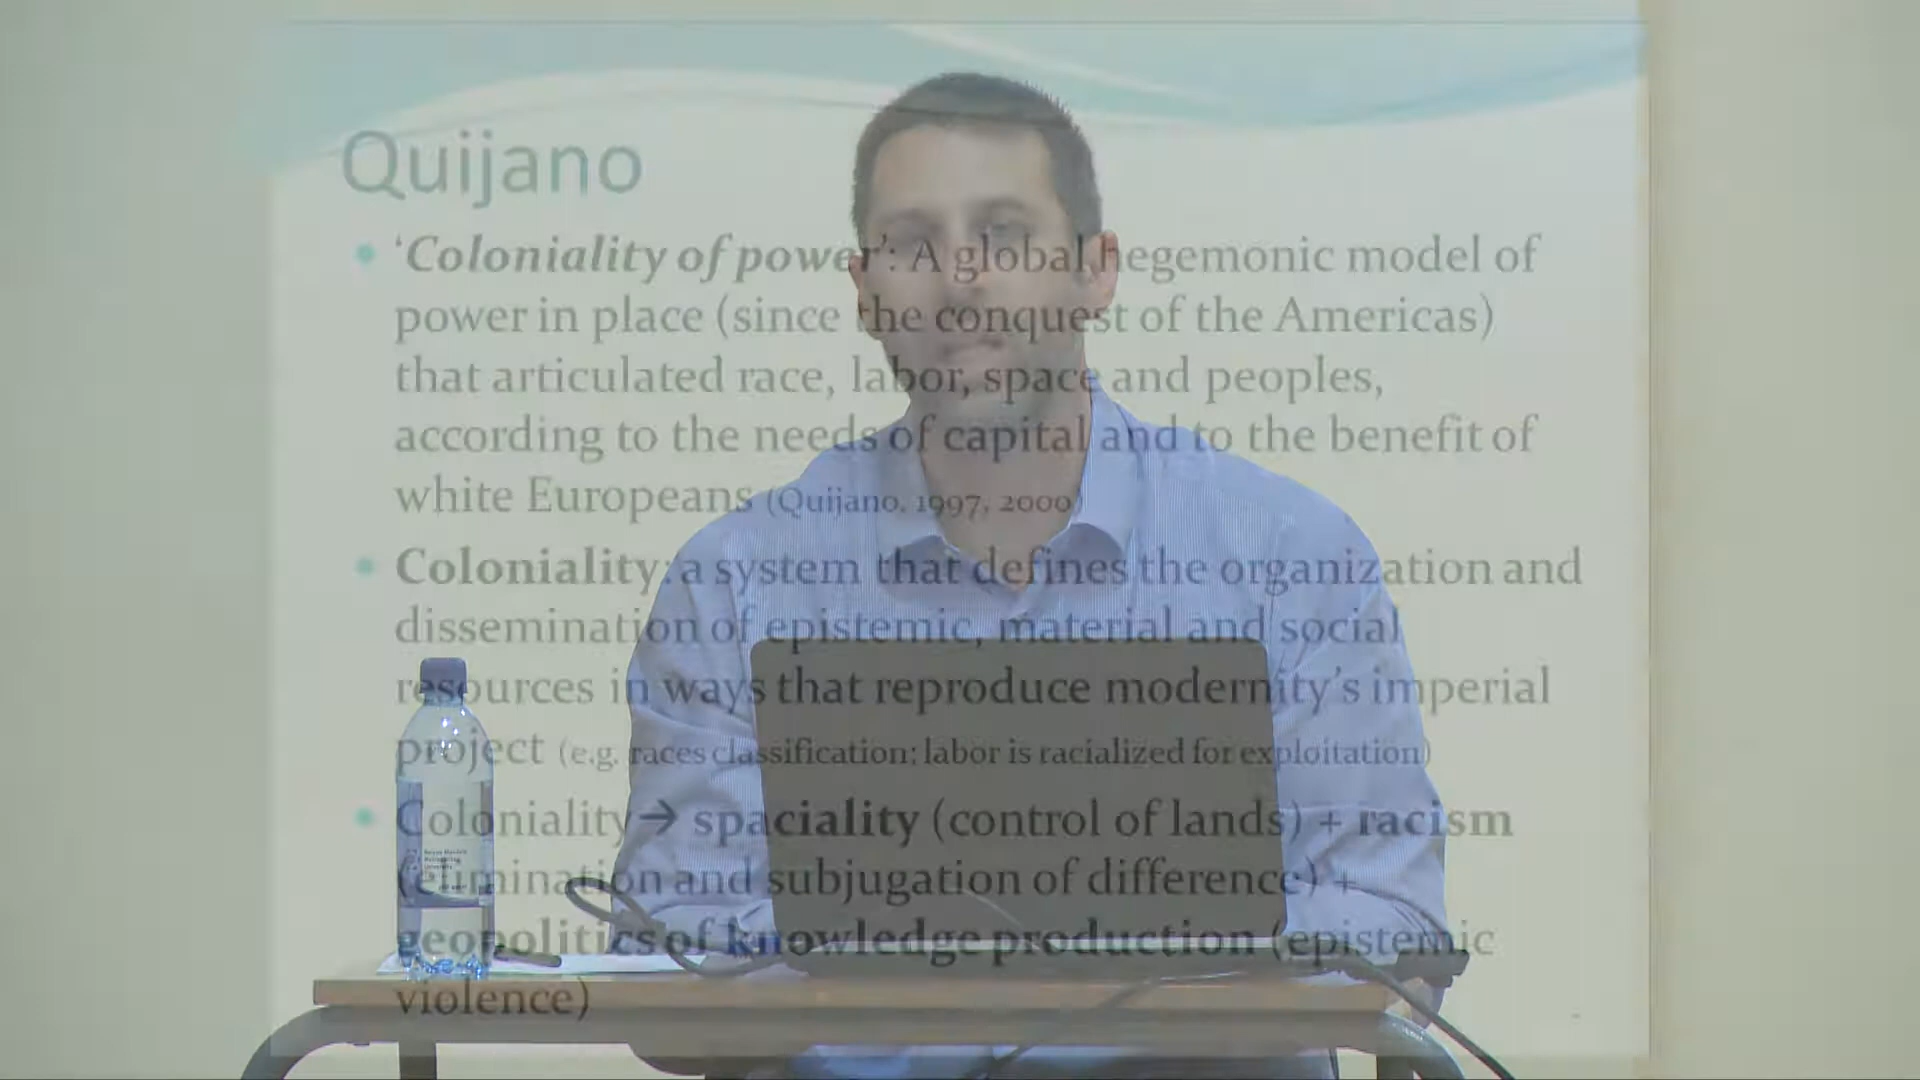 Quijano
‘Coloniality of power’: A global hegemonic model of
power in place (since the conquest of the Americas)
that articulated race, labor, space and peoples,
according to the needs of capital and to the benefit of
white Europeans (Quijano, 1997, 2000)
Coloniality: a system that defines the organization and
dissemination of epistemic, material and social
resources in ways that reproduce modernity’s imperial
project (e.g. races classification; labor is racialized for exploitation)
Coloniality → spaciality (control of lands) + racism
(elimination and subjugation of difference) +
geopolitics of knowledge production (epistemic
violence)